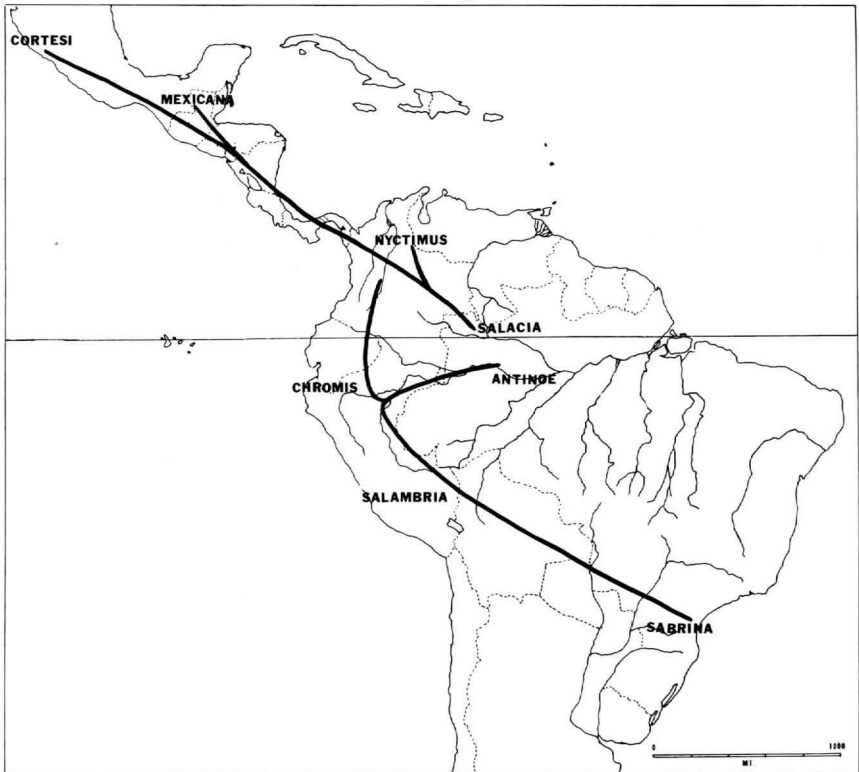 CORTESI
MEXICANA
NYCTIMUS
SALACIA
CHROMIS
ANTINOE
SALAMBRIA
SABRINA
0 1000
MI